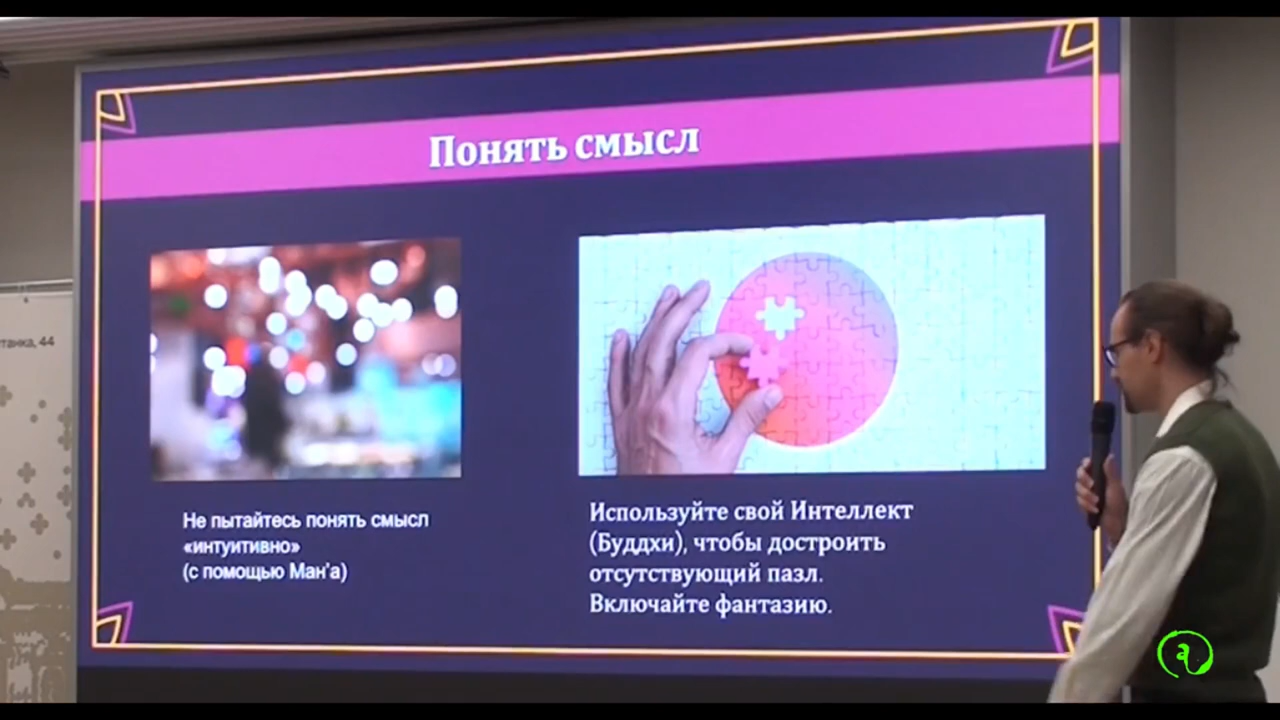 Понять смысл
танка, 44
Не пытайтесь понять смысл
«интуитивно»
(с помощью Ман'а)
Используйте свой Интеллект
(Буддхи), чтобы достроить
отсутствующий пазл.
Включайте фантазию.
a